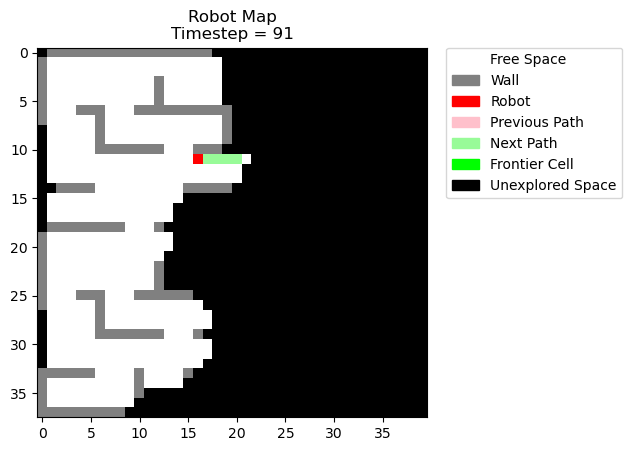 Robot Map
Timestep = 91
0
5
10
15
20
25
30
35
0
5
10
15
20
25
30
35
Free Space
Wall
Robot
Previous Path
Next Path
Frontier Cell
Unexplored Space